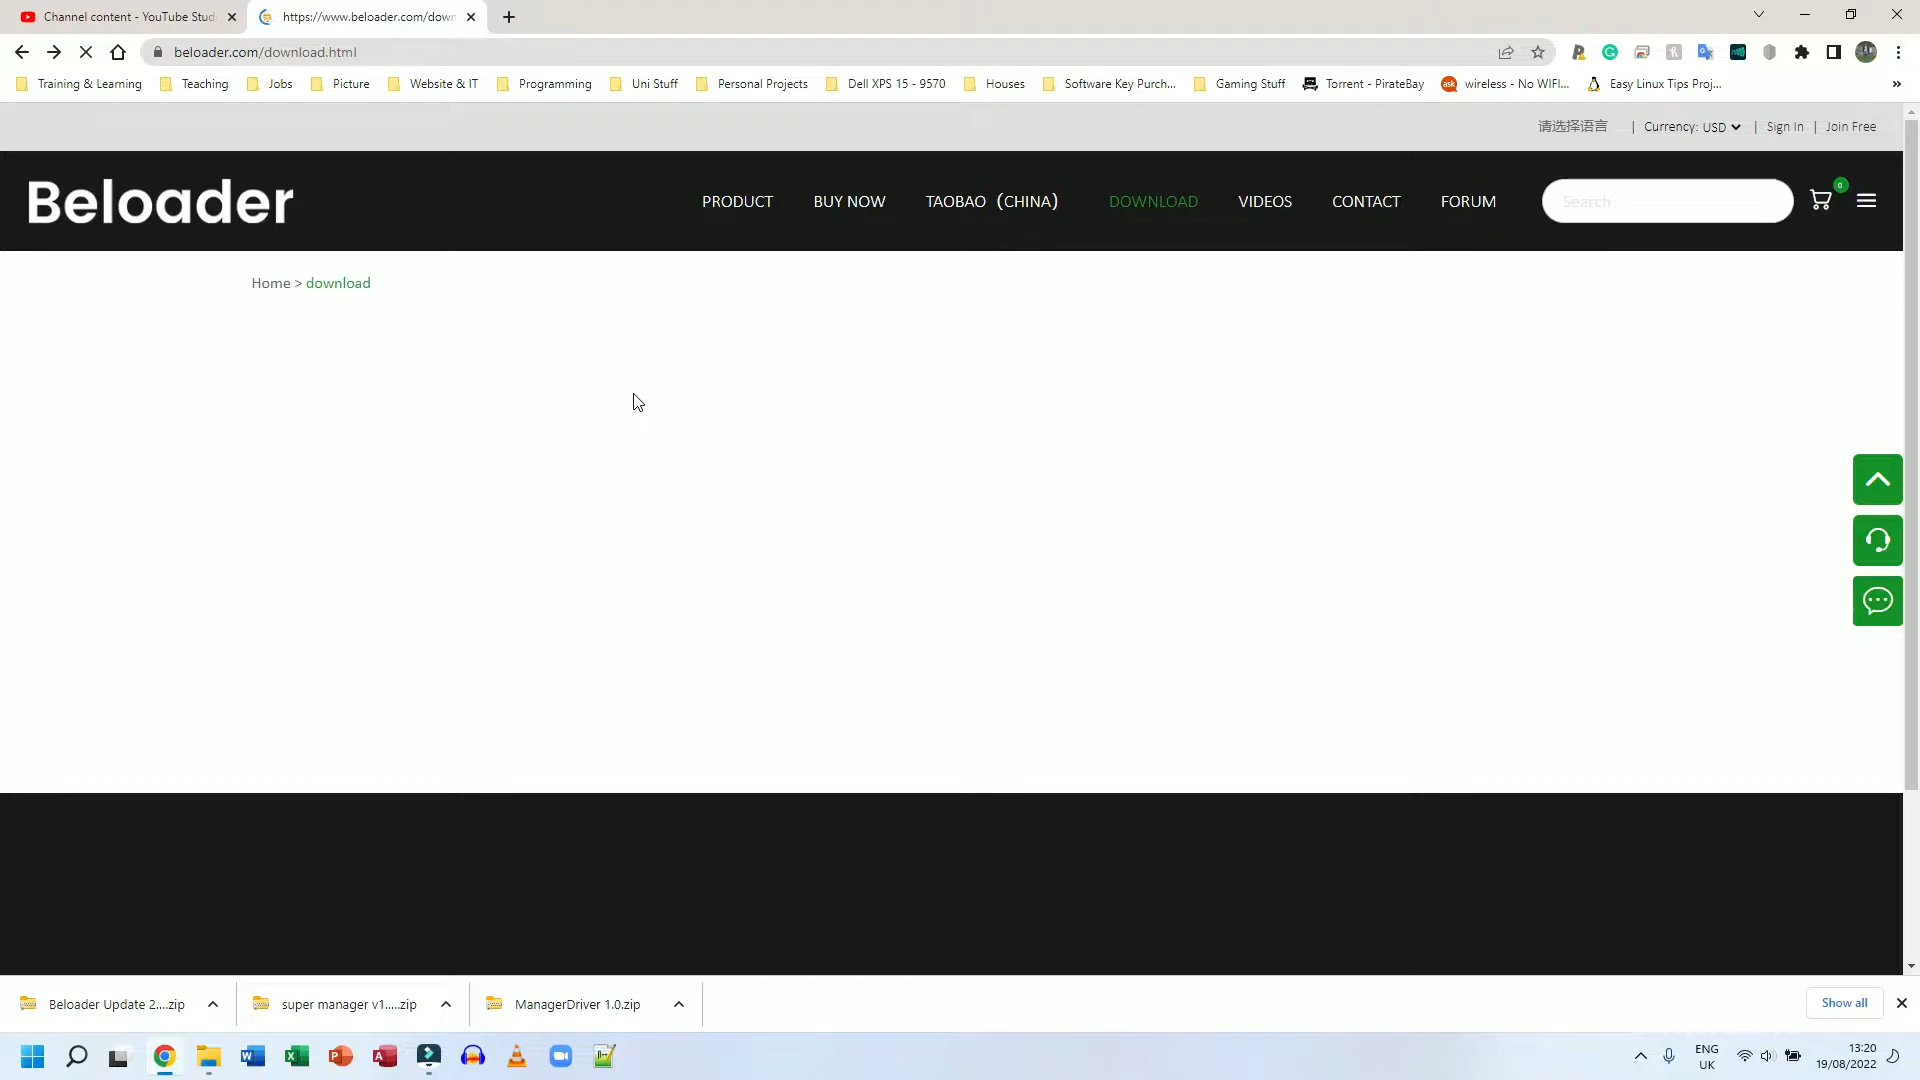 Channel content - YouTube Stud
https://www.beloader.com/down
beloader.com/download.html
Training & Learning
Teaching
Jobs
Picture
Website & IT
Programming
Uni Stuff
Personal Projects
Dell XPS 15 - 9570
Houses
Software Key Purch...
Gaming Stuff
Torrent - PirateBay
wireless - No WIFI...
Easy Linux Tips Proj...
»
请选择语言 | Currency: USD | Sign In | Join Free
Beloader
PRODUCT
BUY NOW
TAOBAO（CHINA）
DOWNLOAD
VIDEOS
CONTACT
FORUM
Search
0
Home > download
Beloader Update 2....zip
super manager v1.....zip
ManagerDriver 1.0.zip
Show all
ENG
UK
13:20
19/08/2022